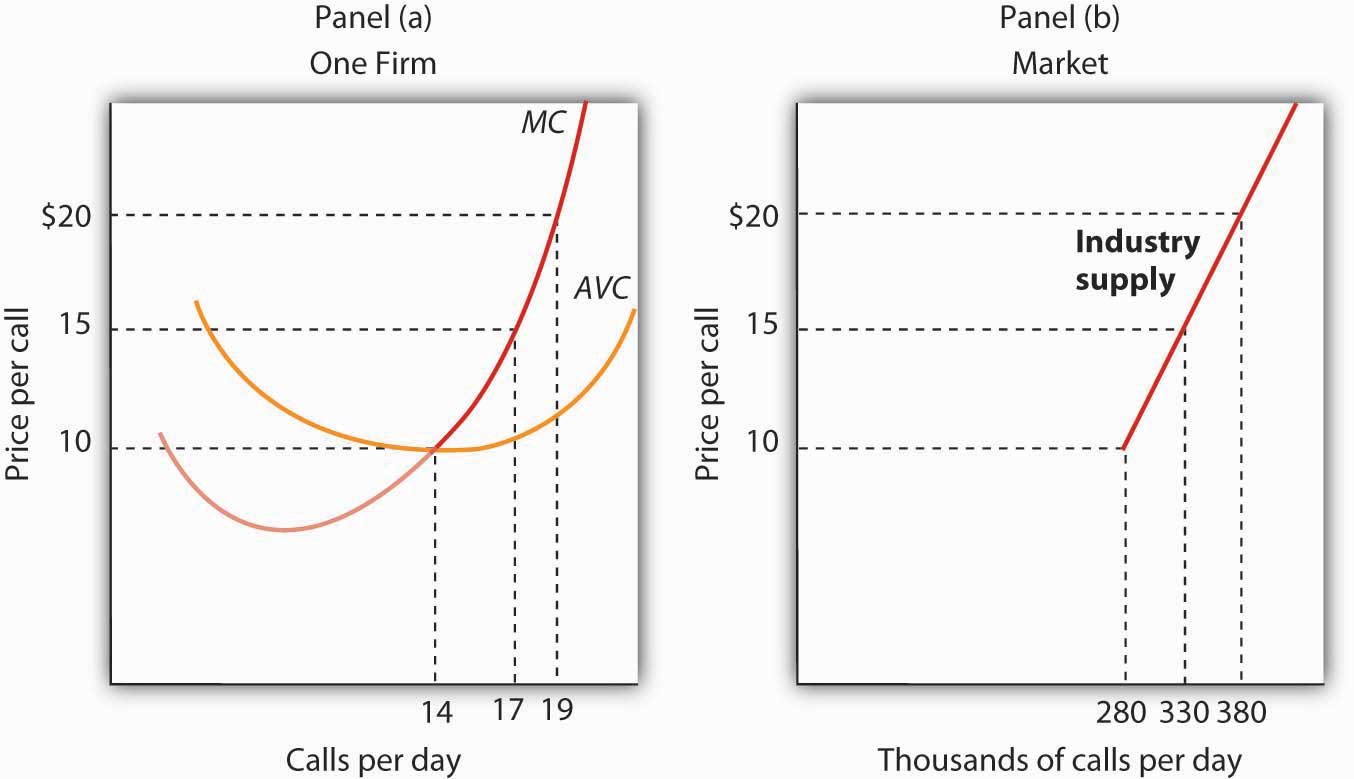 Panel (a)
One Firm
MC
$20
AVC
15
10
Price per call
14 17 19
Calls per day
Panel (b)
Market
$20
Industry
supply
15
10
Price per call
280 330 380
Thousands of calls per day